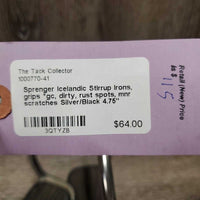 The Tack Collector
1000770-41
Sprenger Icelandic Stirrup Irons,
grips *gc, dirty, rust spots, mnr
scratches Silver/Black 4.75"
$64.00
3QTYZB
Retail (New) Price
is $